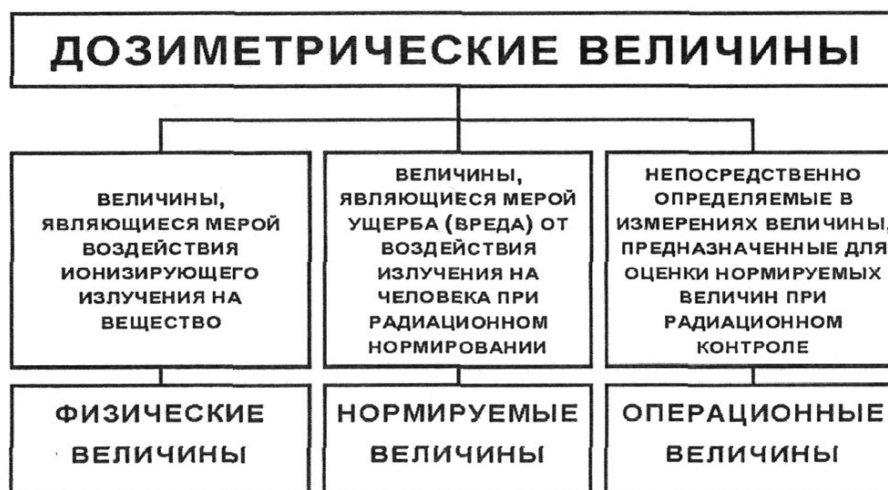 ДОЗИМЕТРИЧЕСКИЕ ВЕЛИЧИНЫ
ВЕЛИЧИНЫ,
ЯВЛЯЮЩИЕСЯ МЕРОЙ
ВОЗДЕЙСТВИЯ
ИОНИЗИРУЮЩЕГО
ИЗЛУЧЕНИЯ НА
ВЕЩЕСТВО
ВЕЛИЧИНЫ,
ЯВЛЯЮЩИЕСЯ МЕРОЙ
УЩЕРБА (ВРЕДА) ОТ
ВОЗДЕЙСТВИЯ
ИЗЛУЧЕНИЯ НА
ЧЕЛОВЕКА ПРИ
РАДИАЦИОННОМ
НОРМИРОВАНИИ
НЕПОСРЕДСТВЕННО
ОПРЕДЕЛЯЕМЫЕ В
ИЗМЕРЕНИЯХ ВЕЛИЧИНЫ,
ПРЕДНАЗНАЧЕННЫЕ ДЛЯ
ОЦЕНКИ НОРМИРУЕМЫХ
ВЕЛИЧИН ПРИ
РАДИАЦИОННОМ
КОНТРОЛЕ
ФИЗИЧЕСКИЕ
ВЕЛИЧИНЫ
НОРМИРУЕМЫЕ
ВЕЛИЧИНЫ
ОПЕРАЦИОННЫЕ
ВЕЛИЧИНЫ